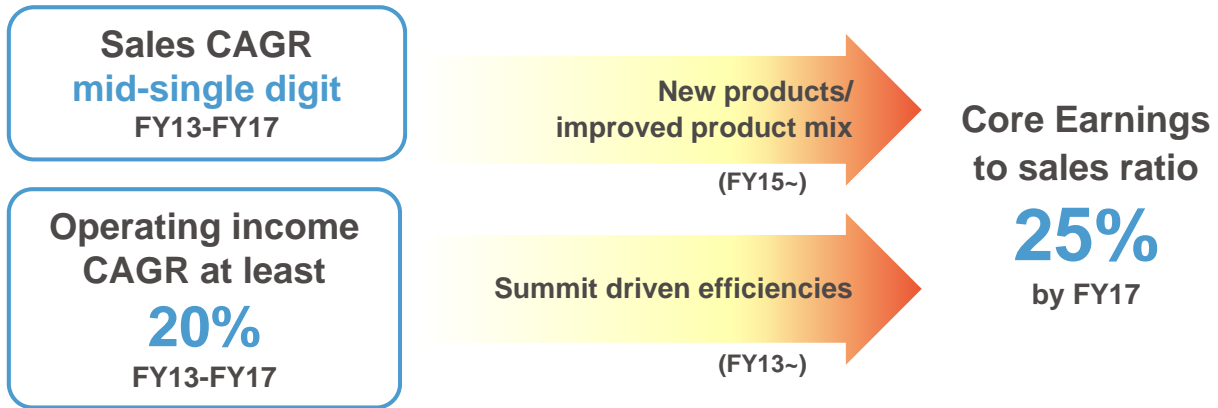 Sales CAGR
mid-single digit
FY13-FY17
Operating income
CAGR at least
20%
FY13-FY17
New products/
improved product mix
(FY15~)
Summit driven efficiencies
(FY13~)
Core Earnings
to sales ratio
25%
by FY17